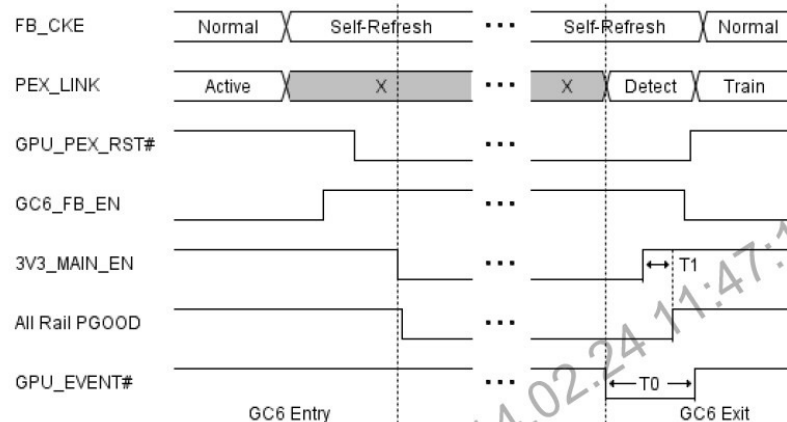 FB_CKE Normal Self-Refresh ▪▪▪ Self-Refresh Normal
PEX_LINK Active X ▪▪▪ X Detect Train
GPU_PEX_RST# ▪▪▪
GC6_FB_EN ▪▪▪
3V3_MAIN_EN ▪▪▪ T1
All Rail PGOOD ▪▪▪
GPU_EVENT# ▪▪▪ T0
GC6 Entry GC6 Exit